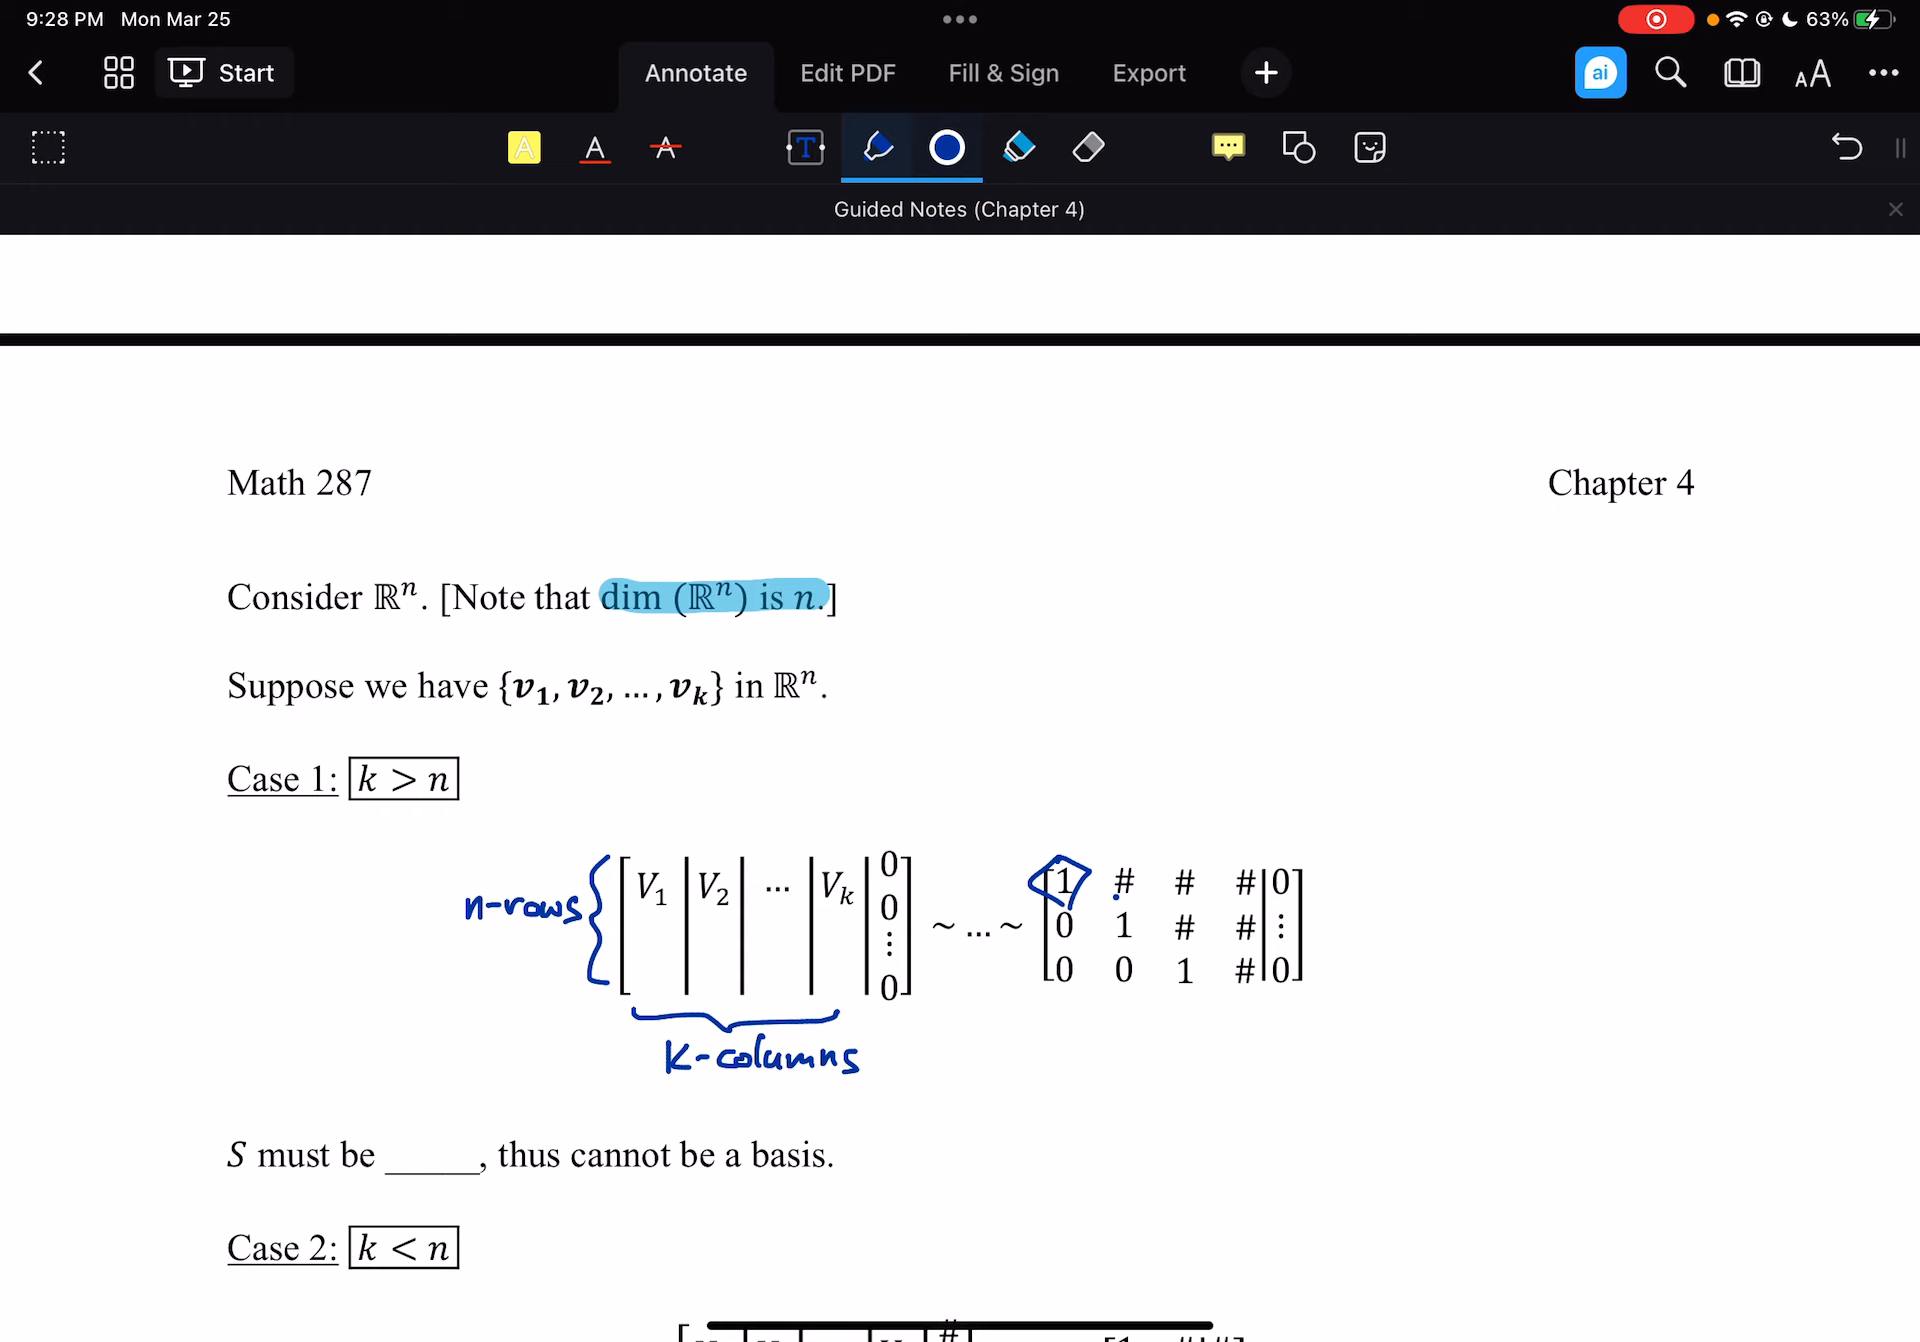 9:28 PM Mon Mar 25 63%
Start Annotate Edit PDF Fill & Sign Export ai AA
A A A T
Guided Notes (Chapter 4)
Math 287 Chapter 4
Consider ℝⁿ. [Note that dim (ℝⁿ) is n.]
Suppose we have {v₁, v₂, …, vₖ} in ℝⁿ.
Case 1: k > n
n-rows { [V₁ | V₂ | … | Vₖ | 0 0 ⋮ 0] ~ … ~ [1 # # # | 0]
[0 1 # # | ⋮]
[0 0 1 # | 0]
K-columns
S must be _____, thus cannot be a basis.
Case 2: k < n